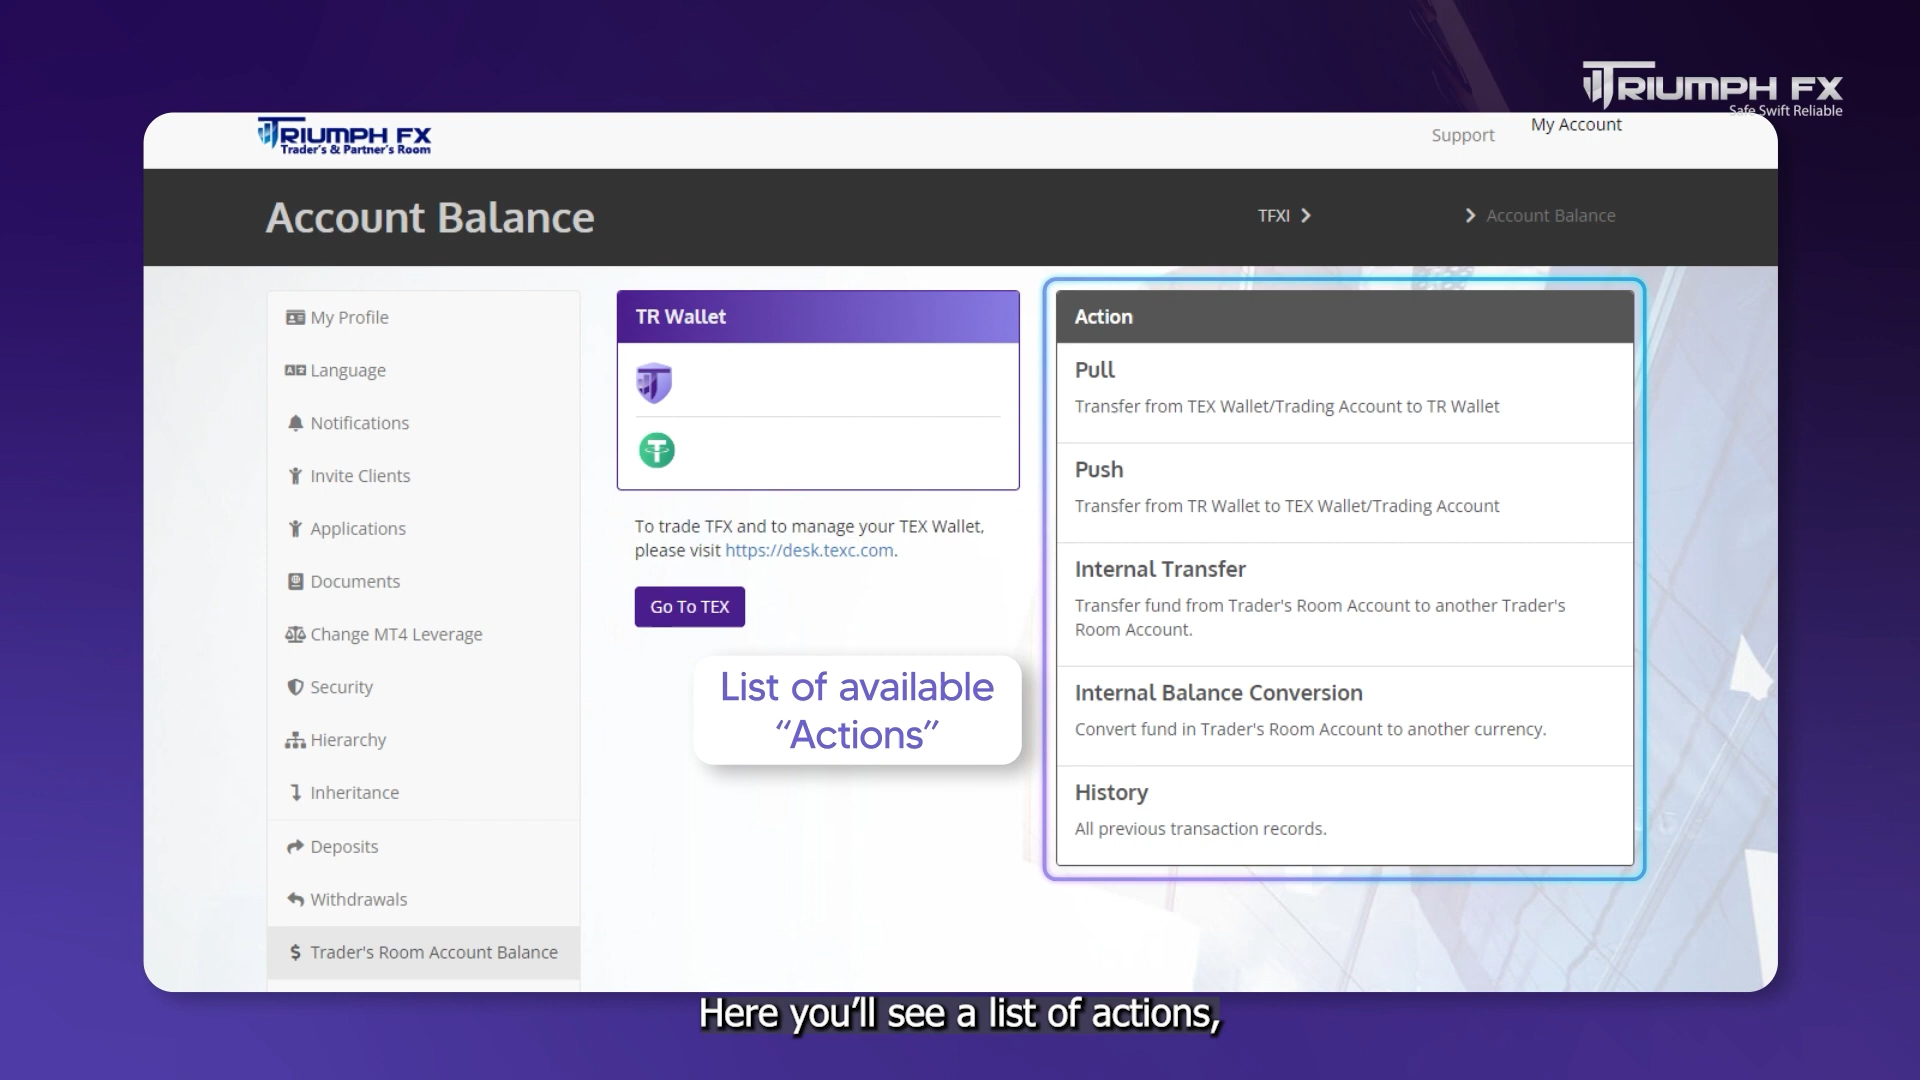 TRIUMPH FX
Safe Swift Reliable
TRIUMPH FX
Trader's & Partner's Room
Support
My Account
Account Balance
TFXI
Account Balance
My Profile
Language
Notifications
Invite Clients
Applications
Documents
Change MT4 Leverage
Security
Hierarchy
Inheritance
Deposits
Withdrawals
$ Trader's Room Account Balance
TR Wallet
To trade TFX and to manage your TEX Wallet,
please visit https://desk.texc.com.
Go To TEX
List of available
“Actions”
Action
Pull
Transfer from TEX Wallet/Trading Account to TR Wallet
Push
Transfer from TR Wallet to TEX Wallet/Trading Account
Internal Transfer
Transfer fund from Trader's Room Account to another Trader's
Room Account.
Internal Balance Conversion
Convert fund in Trader's Room Account to another currency.
History
All previous transaction records.
Here you’ll see a list of actions,